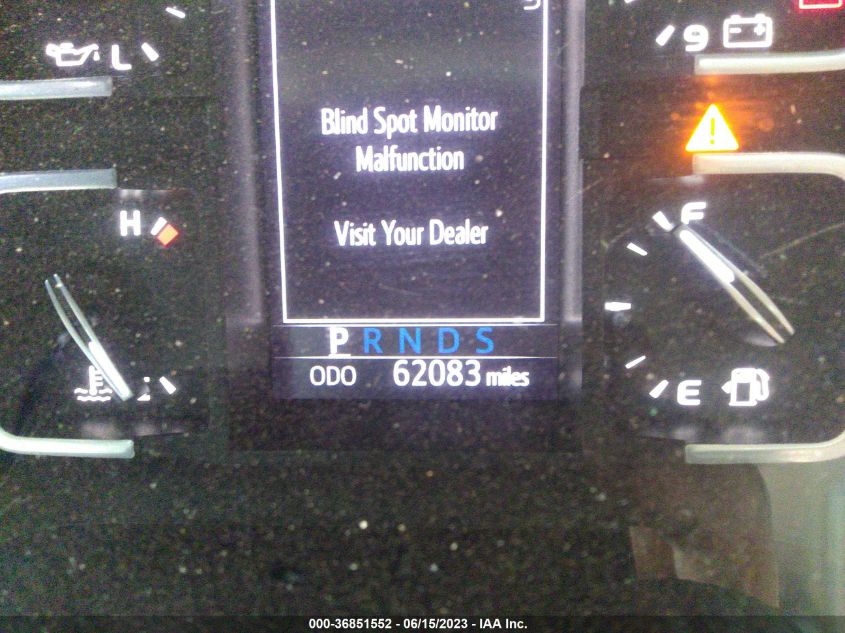 L
9
Blind Spot Monitor
Malfunction
Visit Your Dealer
H
F
P R N D S
ODO 62083 miles
E
000-36851552 - 06/15/2023 - IAA Inc.